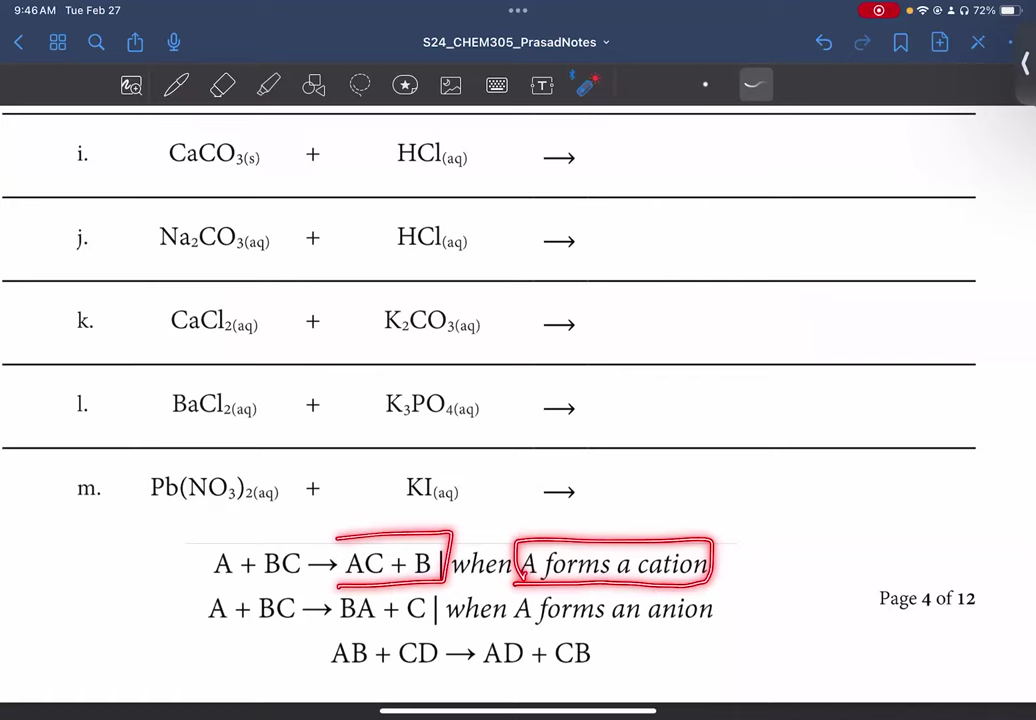 9:46 AM Tue Feb 27 72%
S24_CHEM305_PrasadNotes
i. CaCO₃(s) + HCl(aq) →
j. Na₂CO₃(aq) + HCl(aq) →
k. CaCl₂(aq) + K₂CO₃(aq) →
l. BaCl₂(aq) + K₃PO₄(aq) →
m. Pb(NO₃)₂(aq) + KI(aq) →
A + BC → AC + B | when A forms a cation
A + BC → BA + C | when A forms an anion
AB + CD → AD + CB
Page 4 of 12